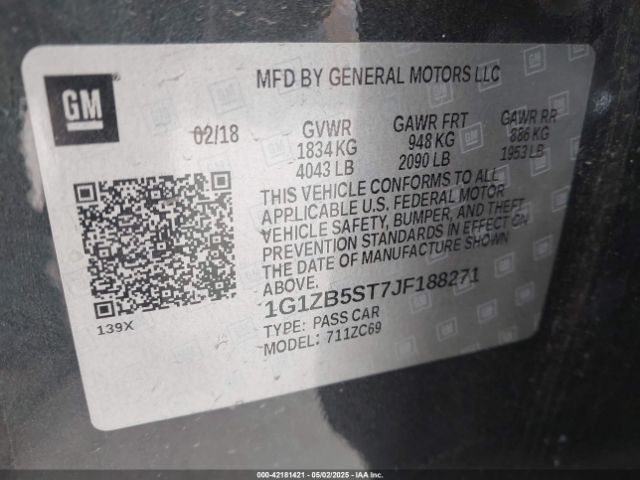 GM
MFD BY GENERAL MOTORS LLC
02/18 GVWR GAWR FRT GAWR RR
1834 KG 948 KG 886 KG
4043 LB 2090 LB 1953 LB
THIS VEHICLE CONFORMS TO ALL
APPLICABLE U.S. FEDERAL MOTOR
VEHICLE SAFETY, BUMPER, AND THEFT
PREVENTION STANDARDS IN EFFECT ON
THE DATE OF MANUFACTURE SHOWN
ABOVE.
1G1ZB5ST7JF188271
TYPE: PASS CAR
MODEL: 711ZC69
139X
000-42181421 - 05/02/2025 - IAAI.COM